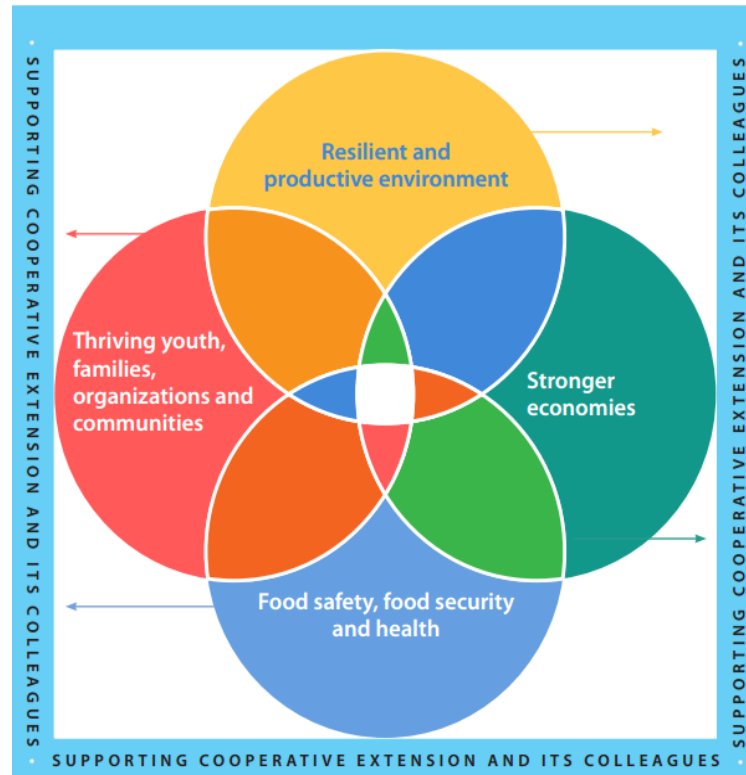 Resilient and
productive environment
Thriving youth,
families,
organizations and
communities
Stronger
economies
Food safety, food security
and health
• SUPPORTING COOPERATIVE EXTENSION AND ITS COLLEAGUES •
SUPPORTING COOPERATIVE EXTENSION AND ITS COLLEAGUES
• SUPPORTING COOPERATIVE EXTENSION AND ITS COLLEAGUES •